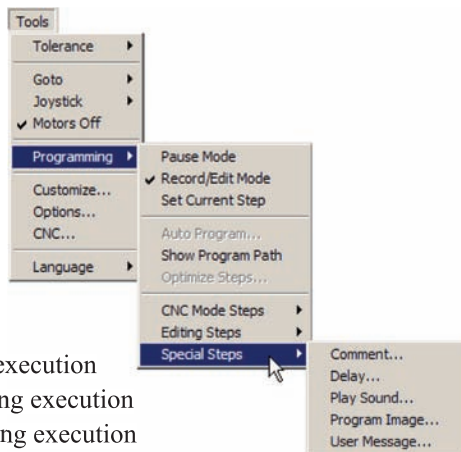 Tools
Tolerance
Goto
Joystick
Motors Off
Programming
Customize...
Options...
CNC...
Language
Pause Mode
Record/Edit Mode
Set Current Step
Auto Program...
Show Program Path
Optimize Steps...
CNC Mode Steps
Editing Steps
Special Steps
Comment...
Delay...
Play Sound...
Program Image...
User Message...
execution
ng execution
ng execution